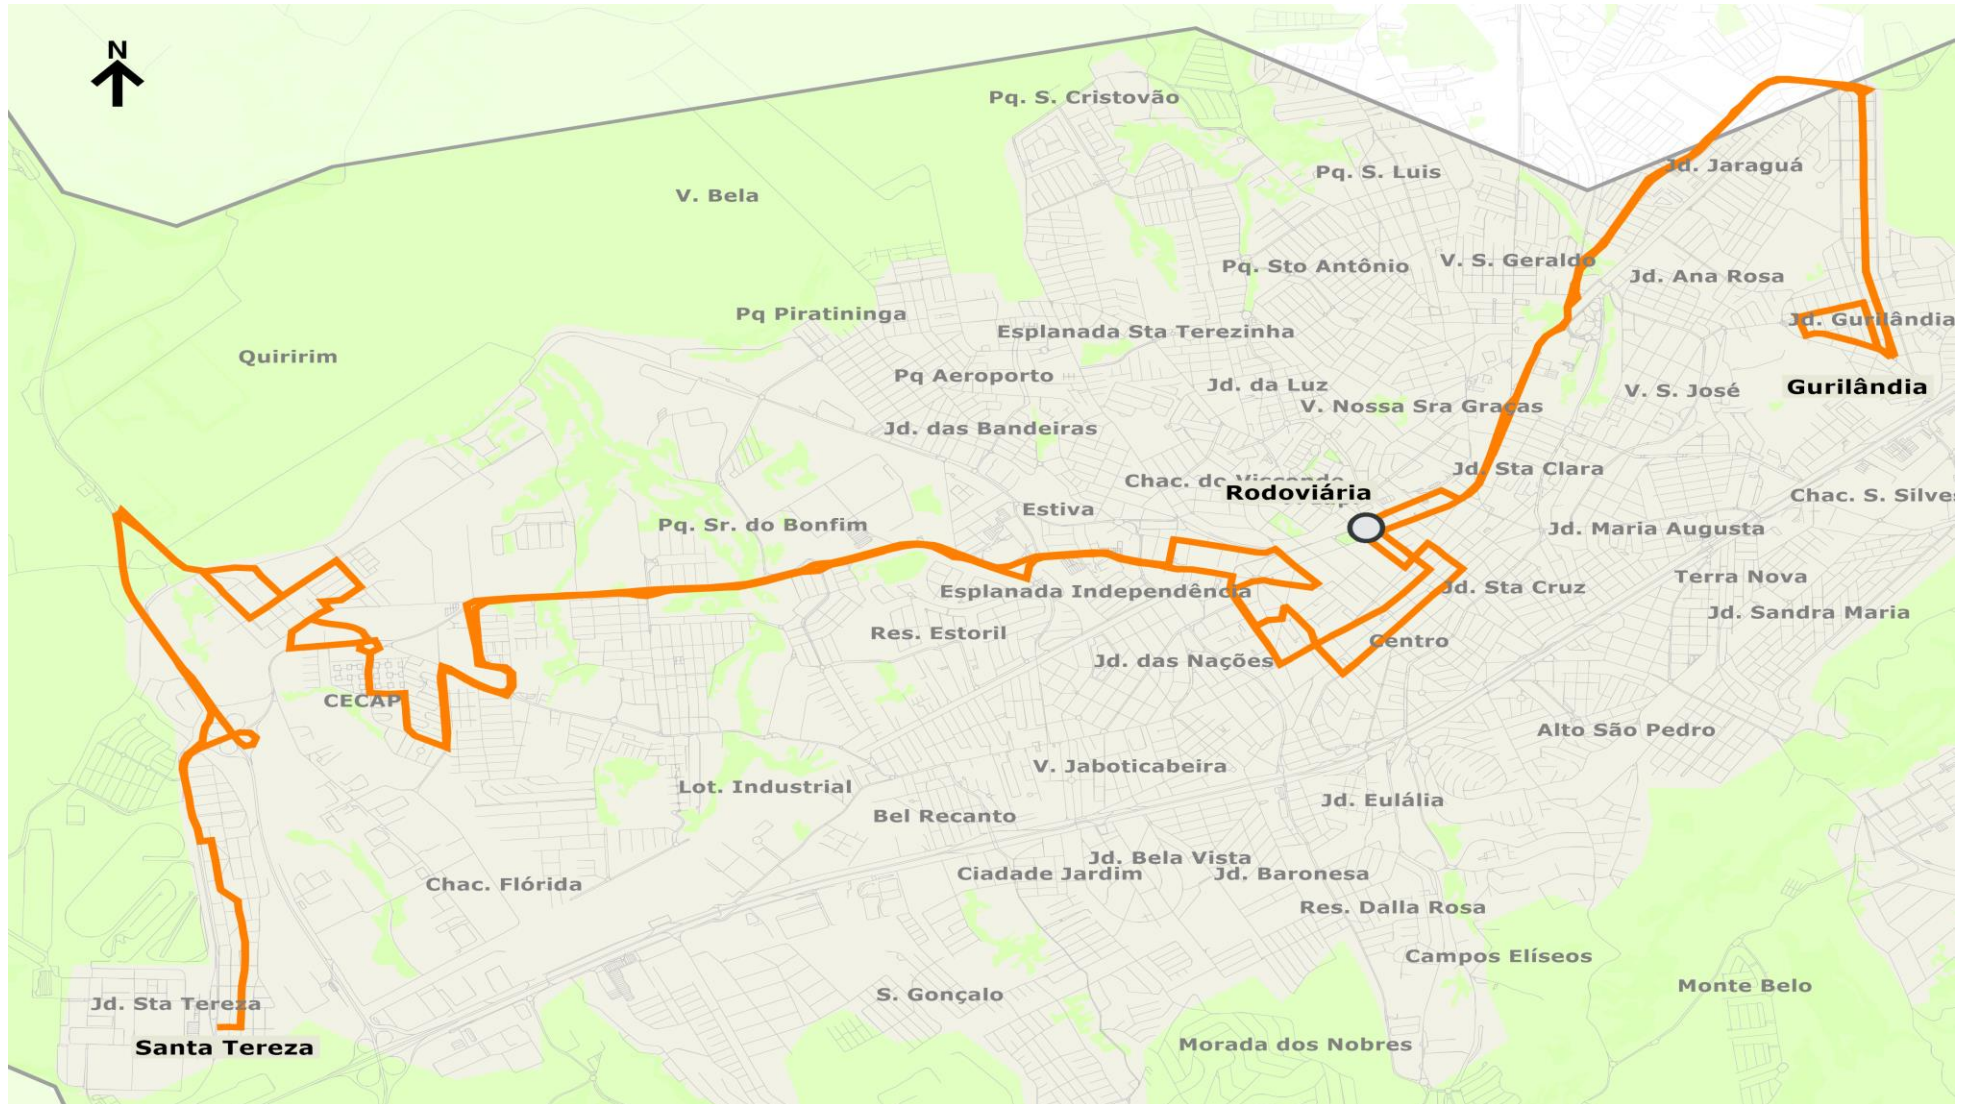 N
Pq. S. Cristovão
Jd. Jaraguá
Pq. S. Luis
V. Bela
Pq. Sto Antônio
V. S. Geraldo
Jd. Ana Rosa
Pq Piratininga
Esplanada Sta Terezinha
Jd. Gurilândia
Quiririm
Pq Aeroporto
Jd. da Luz
V. S. José
Gurilândia
V. Nossa Sra Graças
Jd. das Bandeiras
Jd. Sta Clara
Chac. do Visconde
Rodoviária
Chac. S. Silves
Estiva
Pq. Sr. do Bonfim
Jd. Maria Augusta
Terra Nova
Esplanada Independência
Jd. Sta Cruz
Jd. Sandra Maria
Res. Estoril
Centro
Jd. das Nações
CECAP
Alto São Pedro
V. Jaboticabeira
Lot. Industrial
Jd. Eulália
Bel Recanto
Jd. Bela Vista
Ciadade Jardim
Jd. Baronesa
Chac. Flórida
Res. Dalla Rosa
Campos Elíseos
Monte Belo
S. Gonçalo
Jd. Sta Tereza
Santa Tereza
Morada dos Nobres